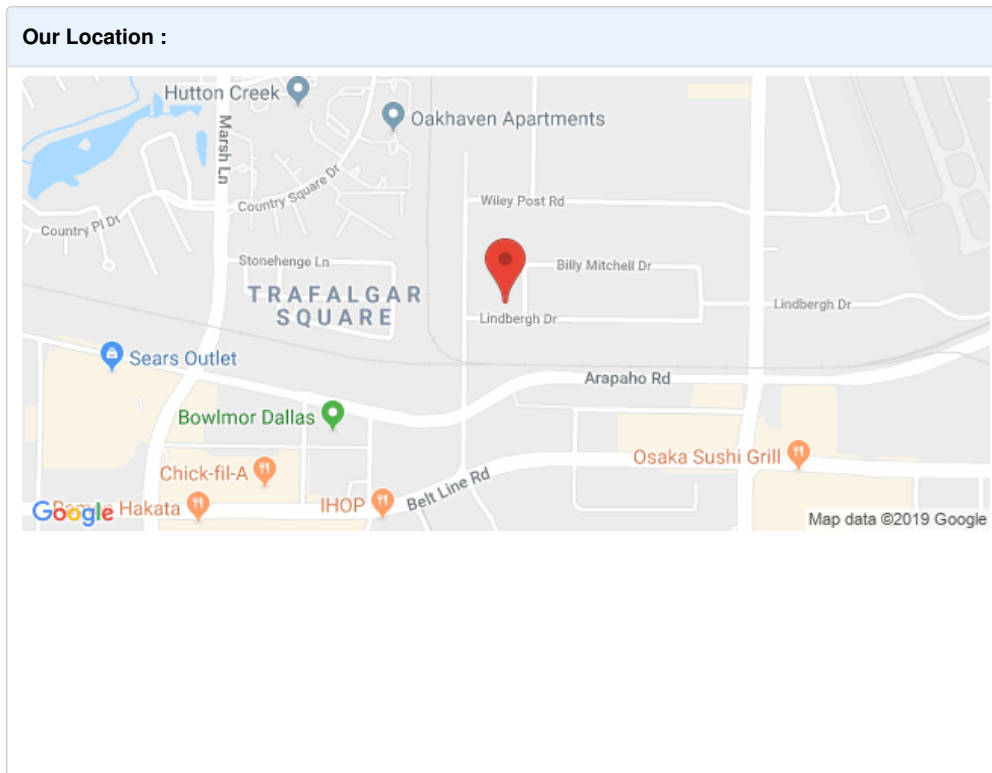 Our Location :
Hutton Creek
Oakhaven Apartments
Marsh Ln
Country Square Dr
Wiley Post Rd
Country Pl Dr
Stonehenge Ln
Billy Mitchell Dr
TRAFALGAR
SQUARE
Lindbergh Dr
Lindbergh Dr
Sears Outlet
Arapaho Rd
Bowlmor Dallas
Osaka Sushi Grill
Chick-fil-A
Belt Line Rd
IHOP
Hakata
Google
Map data ©2019 Google